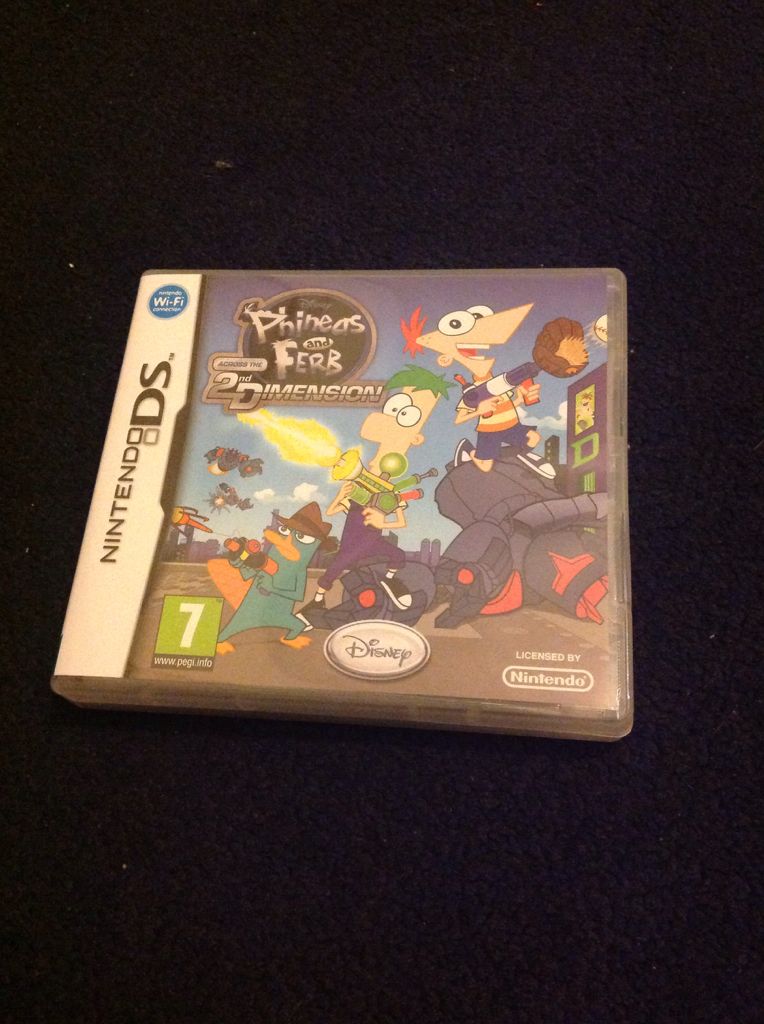 Nintendo
Wi-Fi
connection
NINTENDO DS™
Disney
Phineas
and
FERB
ACROSS THE
2nd DIMENSION
7
www.pegi.info
Disney
LICENSED BY
Nintendo